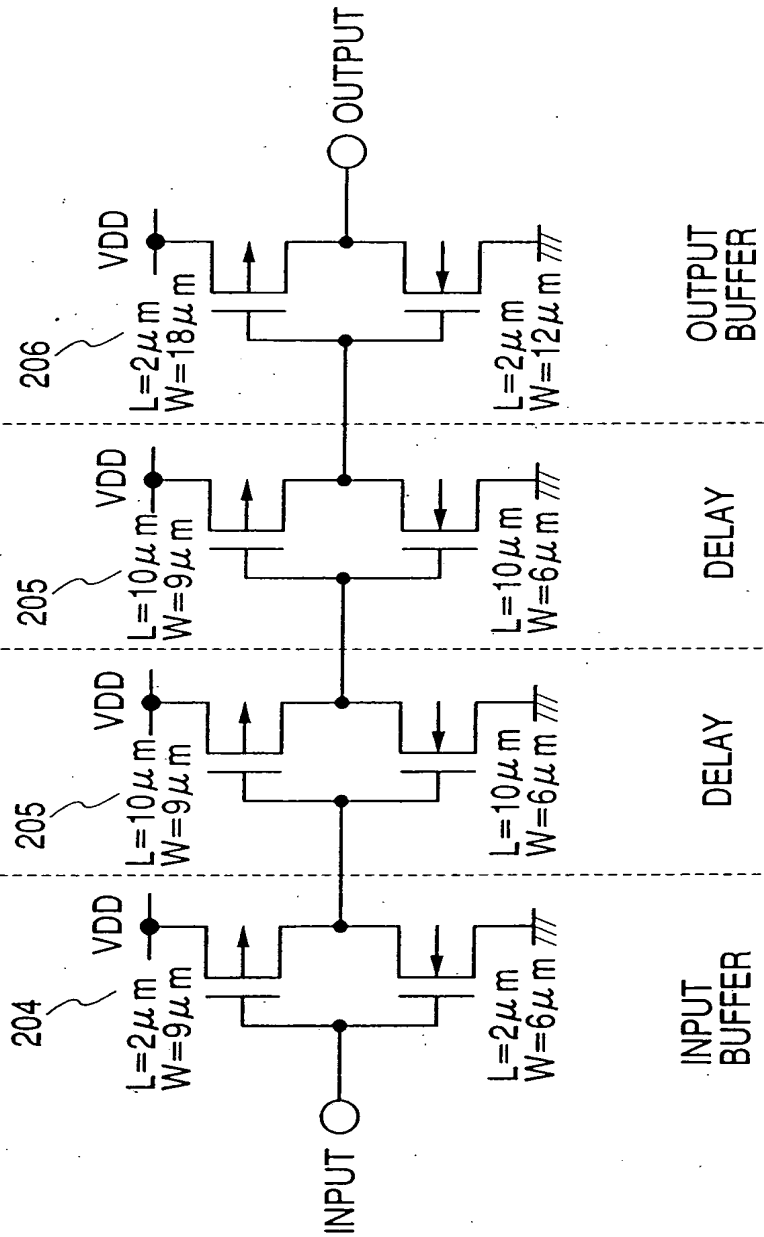 204
VDD
L=2μm
W=9μm
L=2μm
W=6μm
INPUT
INPUT
BUFFER
205
VDD
L=10μm
W=9μm
L=10μm
W=6μm
DELAY
205
VDD
L=10μm
W=9μm
L=10μm
W=6μm
DELAY
206
VDD
L=2μm
W=18μm
L=2μm
W=12μm
OUTPUT
OUTPUT
BUFFER